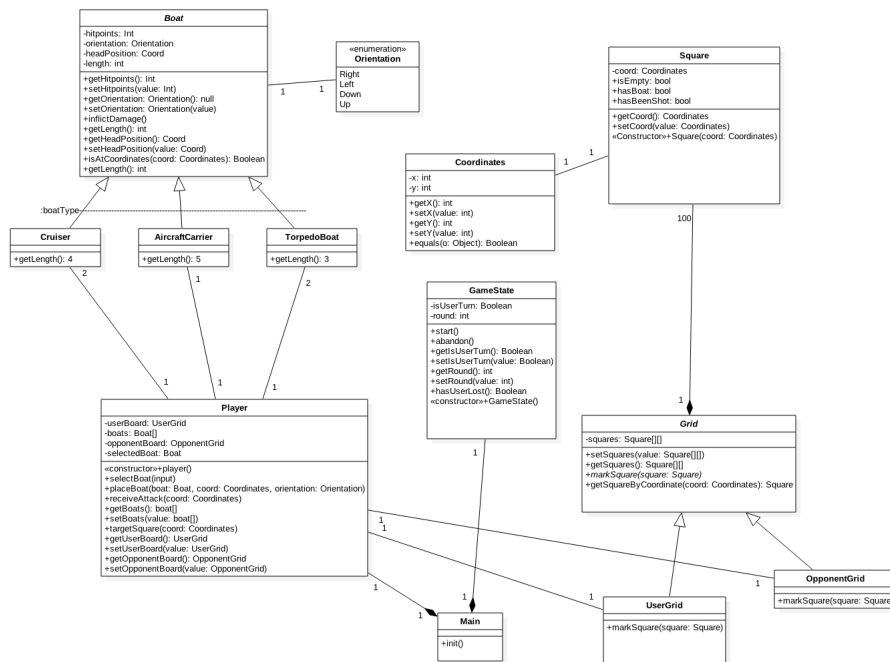 Boat
-hitpoints: Int
-orientation: Orientation
-headPosition: Coord
-length: int
+getHitpoints(): Int
+setHitpoints(value: Int)
+getOrientation: Orientation(): null
+setOrientation: Orientation(value)
+inflictDamage()
+getLength(): int
+getHeadPosition(): Coord
+setHeadPosition(value: Coord)
+isAtCoordinates(coord: Coordinates): Boolean
+getLength(): int
1
1
«enumeration»
Orientation
Right
Left
Down
Up
Square
-coord: Coordinates
+isEmpty: bool
+hasBoat: bool
+hasBeenShot: bool
+getCoord(): Coordinates
+setCoord(value: Coordinates)
«Constructor»+Square(coord: Coordinates)
1
1
Coordinates
-x: int
-y: int
+getX(): int
+setX(value: int)
+getY(): int
+setY(value: int)
+equals(o: Object): Boolean
:boatType
Cruiser
+getLength(): 4
2
AircraftCarrier
+getLength(): 5
1
TorpedoBoat
+getLength(): 3
2
100
GameState
-isUserTurn: Boolean
-round: int
+start()
+abandon()
+getIsUserTurn(): Boolean
+setIsUserTurn(value: Boolean)
+getRound(): int
+setRound(value: int)
+hasUserLost(): Boolean
«constructor»+GameState()
1
1
1
1
1
Player
-userBoard: UserGrid
-boats: Boat[]
-opponentBoard: OpponentGrid
-selectedBoat: Boat
«constructor»+player()
+selectBoat(input)
+placeBoat(boat: Boat, coord: Coordinates, orientation: Orientation)
+receiveAttack(coord: Coordinates)
+getBoats(): boat[]
+setBoats(value: boat[])
+targetSquare(coord: Coordinates)
+getUserBoard(): UserGrid
+setUserBoard(value: UserGrid)
+getOpponentBoard(): OpponentGrid
+setOpponentBoard(value: OpponentGrid)
Grid
-squares: Square[][]
+setSquares(value: Square[][])
+getSquares(): Square[][]
+markSquare(square: Square)
+getSquareByCoordinate(coord: Coordinates): Square
1
1
1
1
1
1
1
Main
+init()
UserGrid
+markSquare(square: Square)
OpponentGrid
+markSquare(square: Square